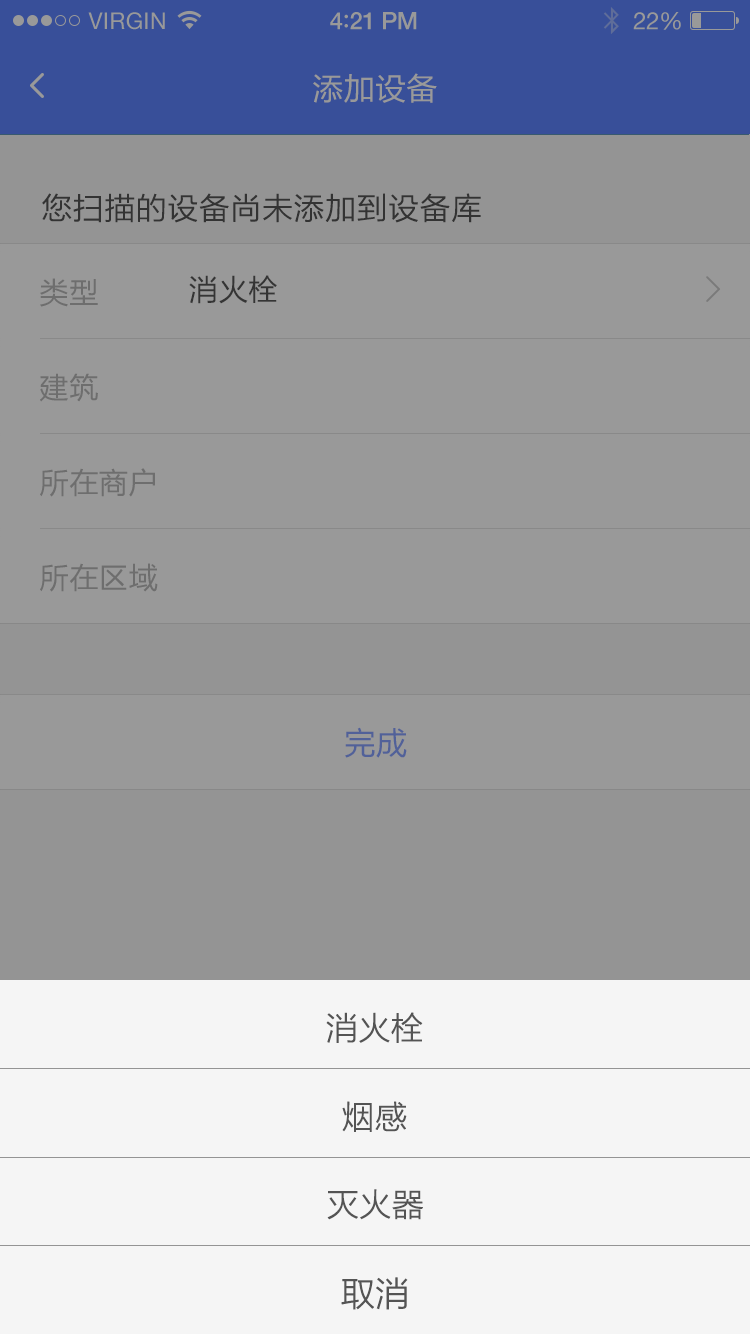 VIRGIN 4:21 PM 22%
添加设备
您扫描的设备尚未添加到设备库
类型 消火栓
建筑
所在商户
所在区域
完成
消火栓
烟感
灭火器
取消